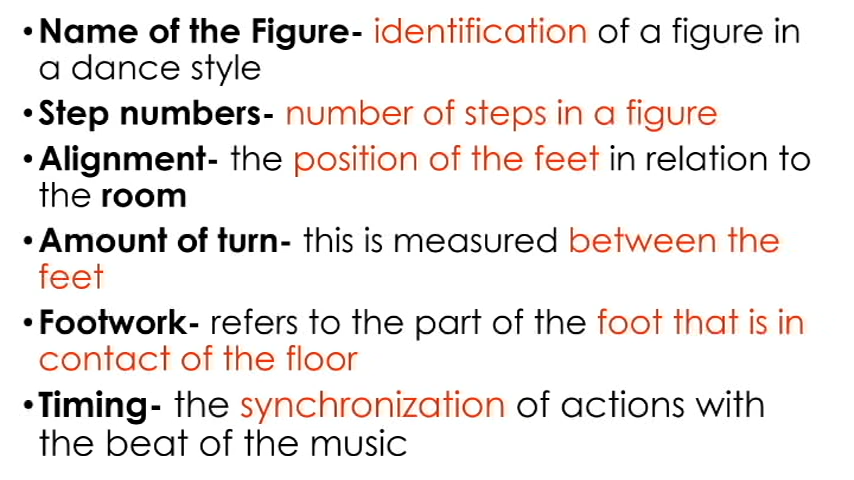 • Name of the Figure- identification of a figure in
a dance style
• Step numbers- number of steps in a figure
• Alignment- the position of the feet in relation to
the room
• Amount of turn- this is measured between the
feet
• Footwork- refers to the part of the foot that is in
contact of the floor
• Timing- the synchronization of actions with
the beat of the music